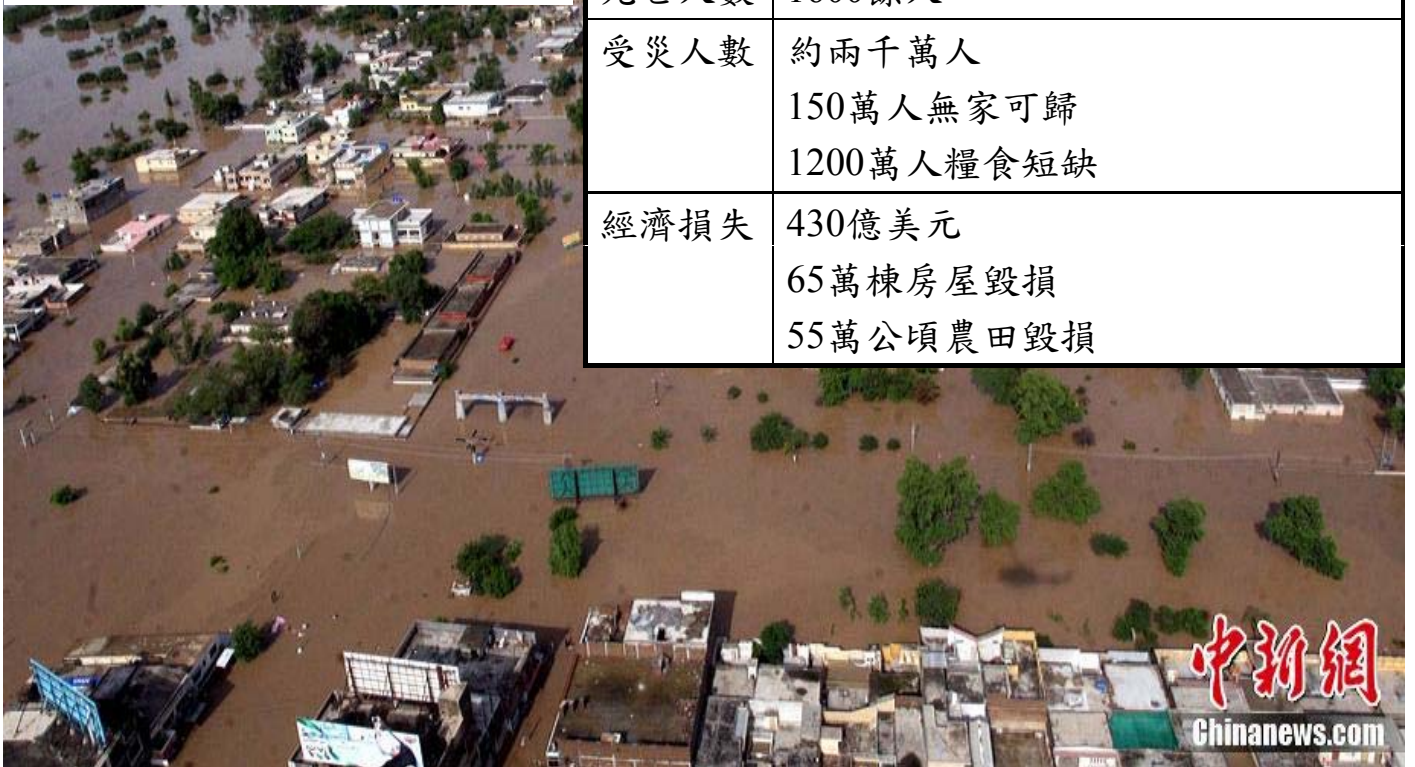 受災人數 約兩千萬人
150萬人無家可歸
1200萬人糧食短缺
經濟損失 430億美元
65萬棟房屋毀損
55萬公頃農田毀損
中新網
Chinanews.com